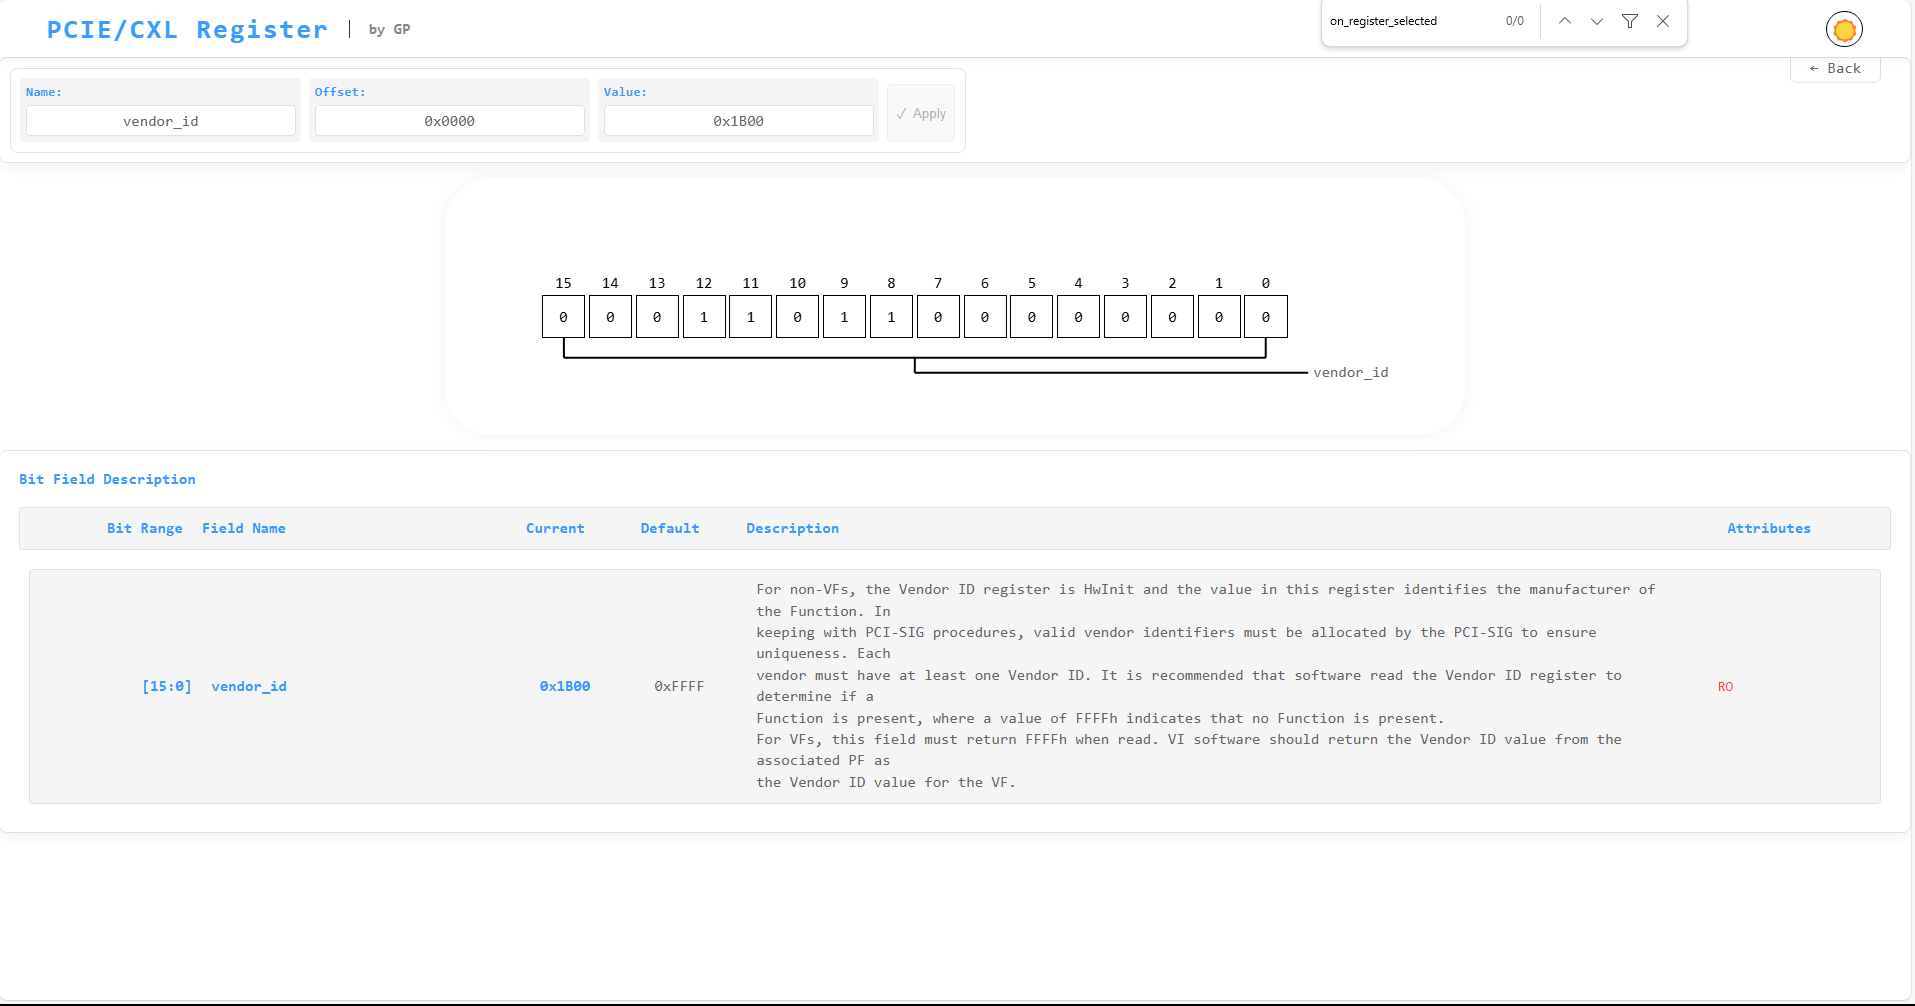 PCIE/CXL Register | by GP
on_register_selected 0/0
← Back
Name: Offset: Value:
vendor_id 0x0000 0x1B00 ✓ Apply
15 14 13 12 11 10 9 8 7 6 5 4 3 2 1 0
0 0 0 1 1 0 1 1 0 0 0 0 0 0 0 0
vendor_id
Bit Field Description
Bit Range Field Name Current Default Description Attributes
For non-VFs, the Vendor ID register is HwInit and the value in this register identifies the manufacturer of
the Function. In
keeping with PCI-SIG procedures, valid vendor identifiers must be allocated by the PCI-SIG to ensure
uniqueness. Each
vendor must have at least one Vendor ID. It is recommended that software read the Vendor ID register to
[15:0] vendor_id 0x1B00 0xFFFF determine if a RO
Function is present, where a value of FFFFh indicates that no Function is present.
For VFs, this field must return FFFFh when read. VI software should return the Vendor ID value from the
associated PF as
the Vendor ID value for the VF.